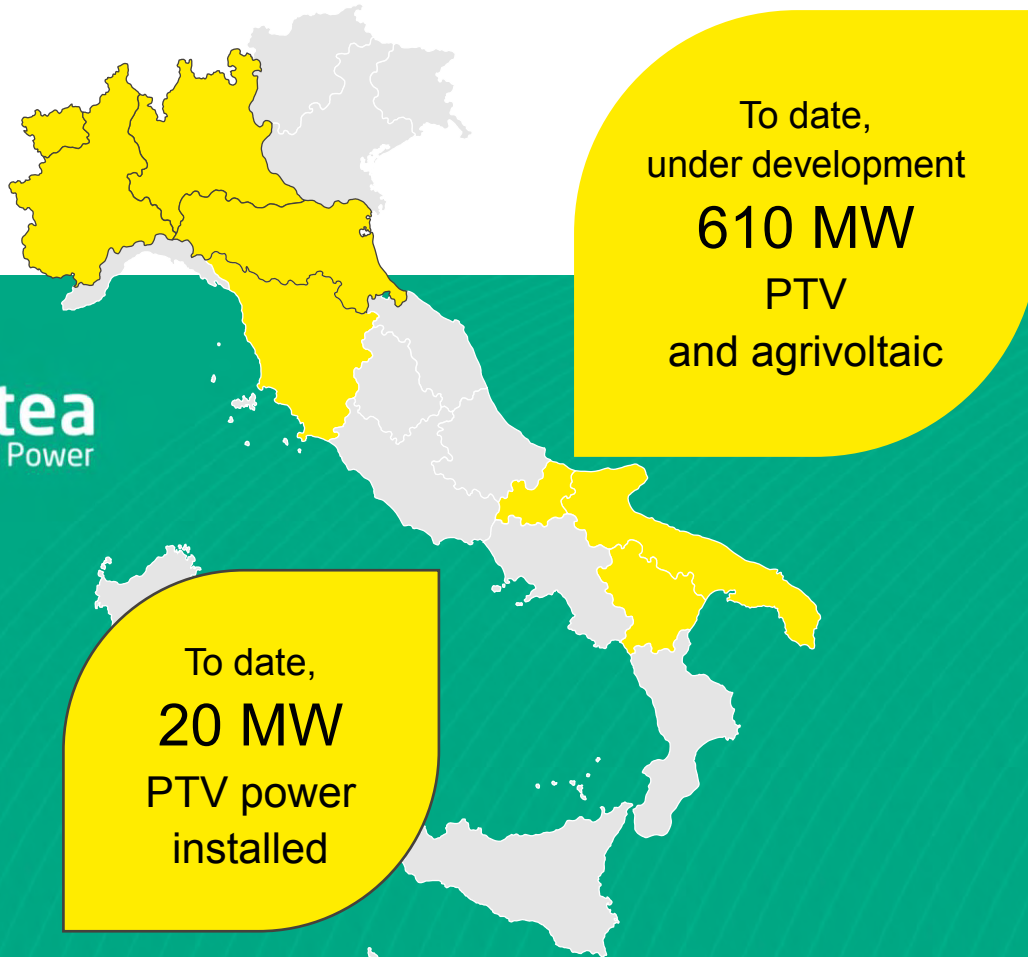 To date,
under development
610 MW
PTV
and agrivoltaic
tea
Power
To date,
20 MW
PTV power
installed